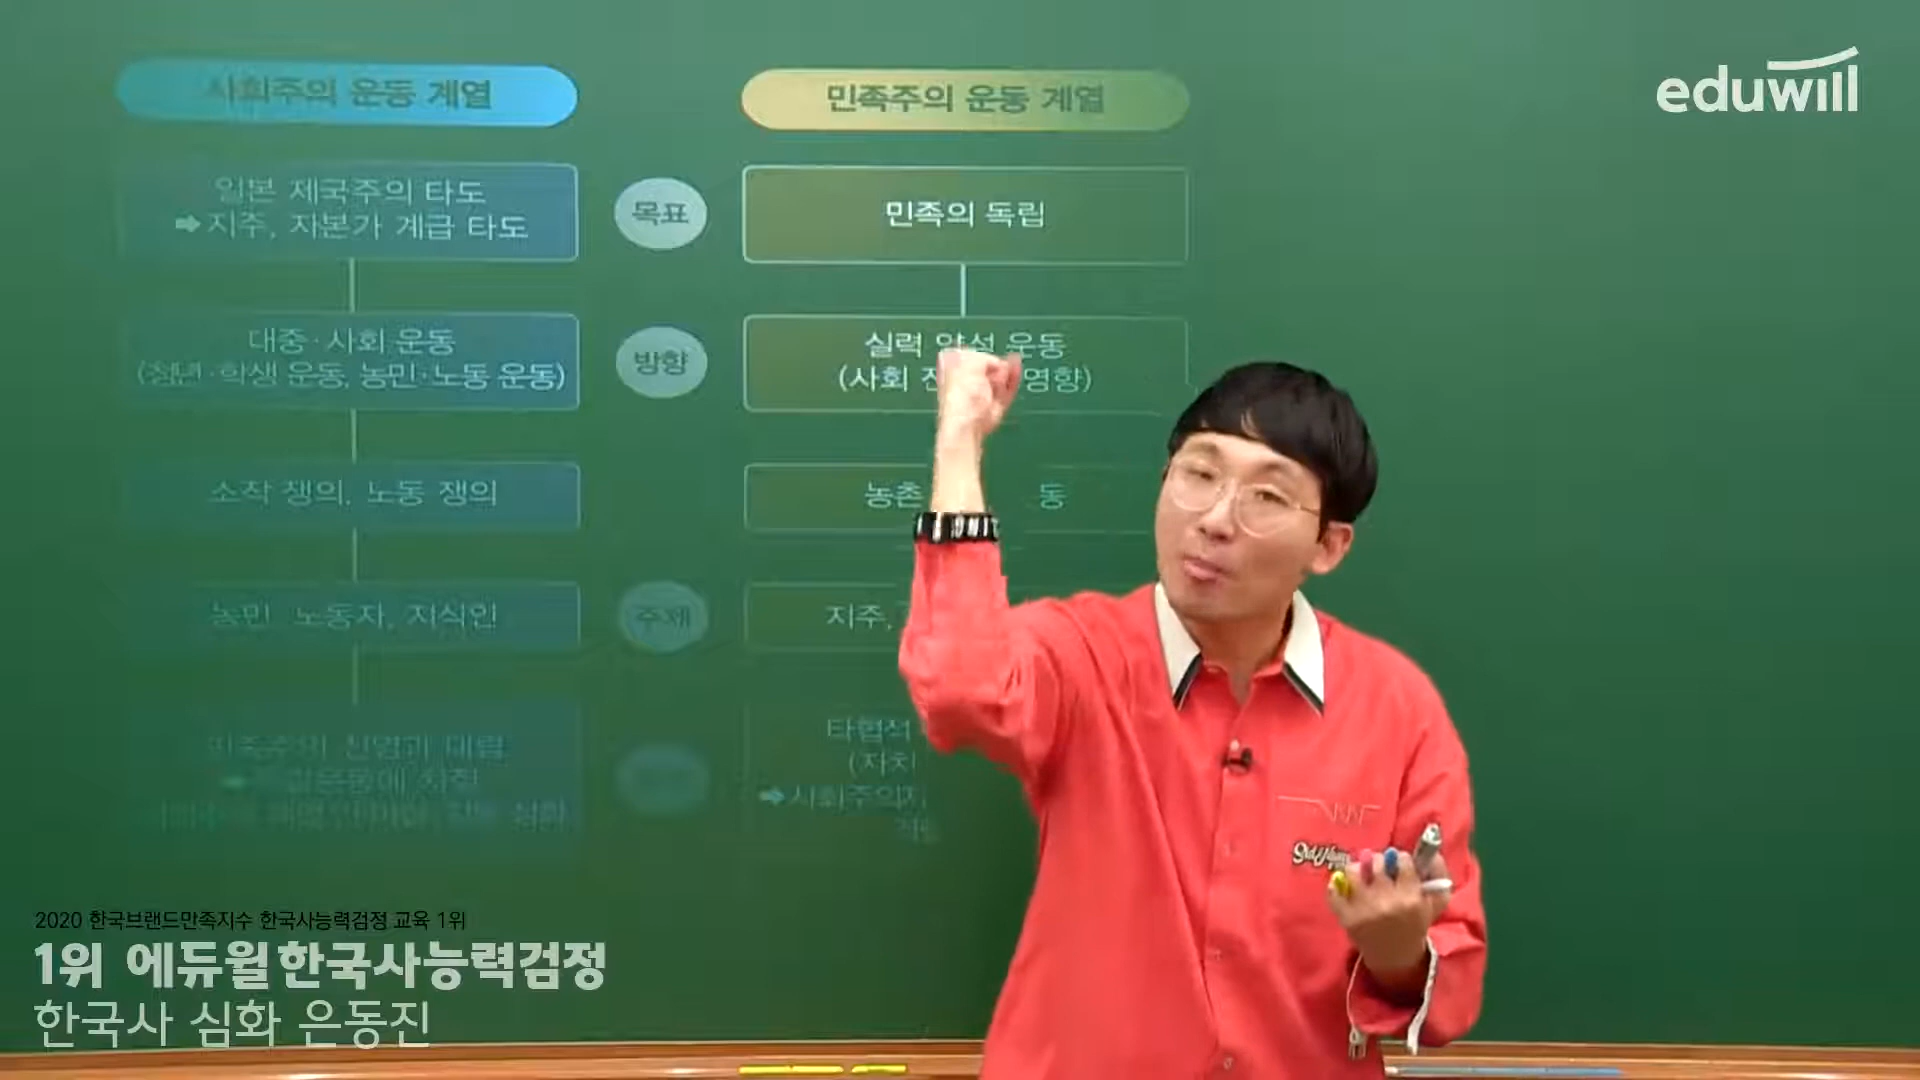 eduwill
사회주의 운동 계열
민족주의 운동 계열
일본 제국주의 타도
➡ 지주, 자본가 계급 타도
목표
민족의 독립
대중·사회 운동
(청년·학생 운동, 농민·노동 운동)
방향
실력 양성 운동
(사회 진 영향)
소작 쟁의, 노동 쟁의
농촌 동
농민 노동자, 지식인
주체
지주,
타협적
(자치
➡ 사회주의자
2020 한국브랜드만족지수 한국사능력검정 교육 1위
1위 에듀윌 한국사능력검정
한국사 심화 은동진